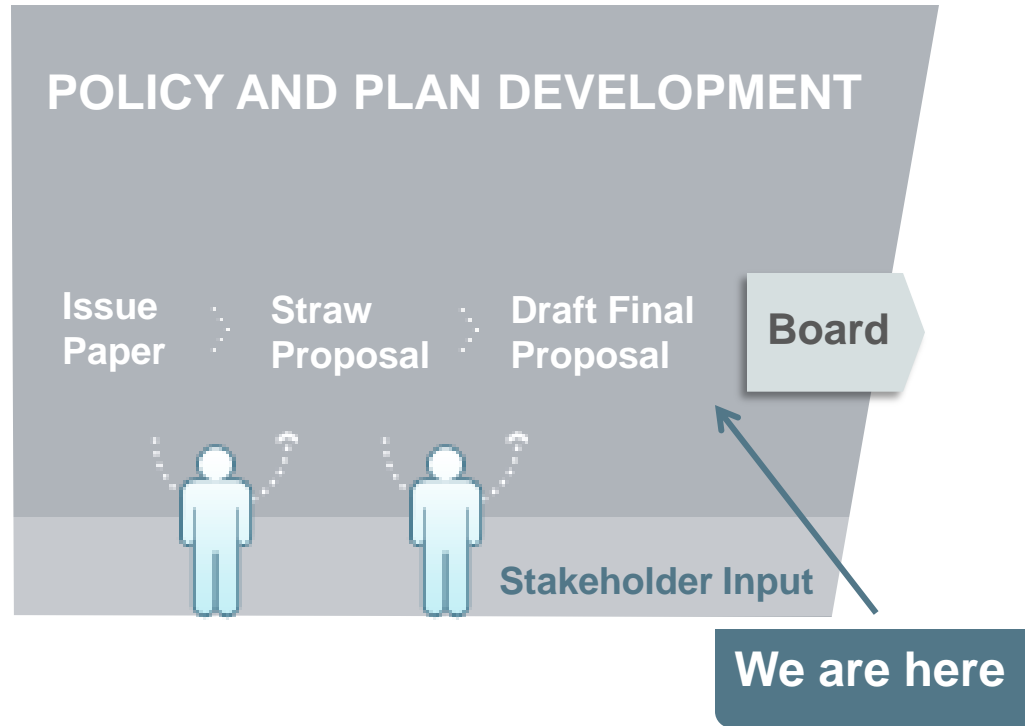 POLICY AND PLAN DEVELOPMENT
Issue
Paper
Straw
Proposal
Draft Final
Proposal
Board
Stakeholder Input
We are here